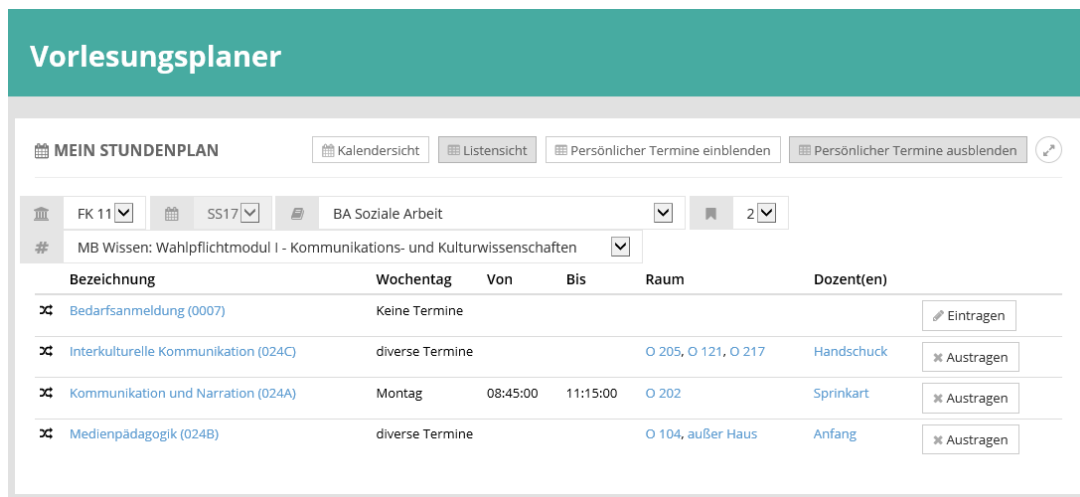 Vorlesungsplaner
MEIN STUNDENPLAN Kalendersicht Listensicht Persönlicher Termine einblenden Persönlicher Termine ausblenden
FK 11 SS17 BA Soziale Arbeit 2
# MB Wissen: Wahlpflichtmodul I - Kommunikations- und Kulturwissenschaften
Bezeichnung Wochentag Von Bis Raum Dozent(en)
Bedarfsanmeldung (0007) Keine Termine Eintragen
Interkulturelle Kommunikation (024C) diverse Termine O 205, O 121, O 217 Handschuck Austragen
Kommunikation und Narration (024A) Montag 08:45:00 11:15:00 O 202 Sprinkart Austragen
Medienpädagogik (024B) diverse Termine O 104, außer Haus Anfang Austragen